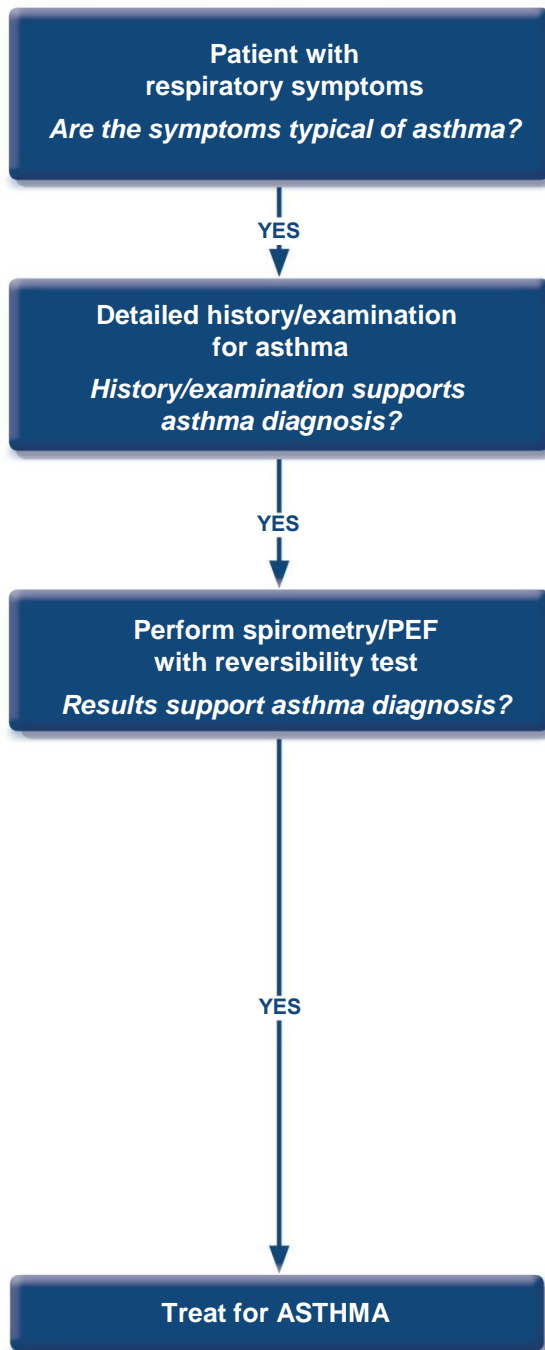 Patient with
respiratory symptoms
Are the symptoms typical of asthma?
YES
Detailed history/examination
for asthma
History/examination supports
asthma diagnosis?
YES
Perform spirometry/PEF
with reversibility test
Results support asthma diagnosis?
YES
Treat for ASTHMA